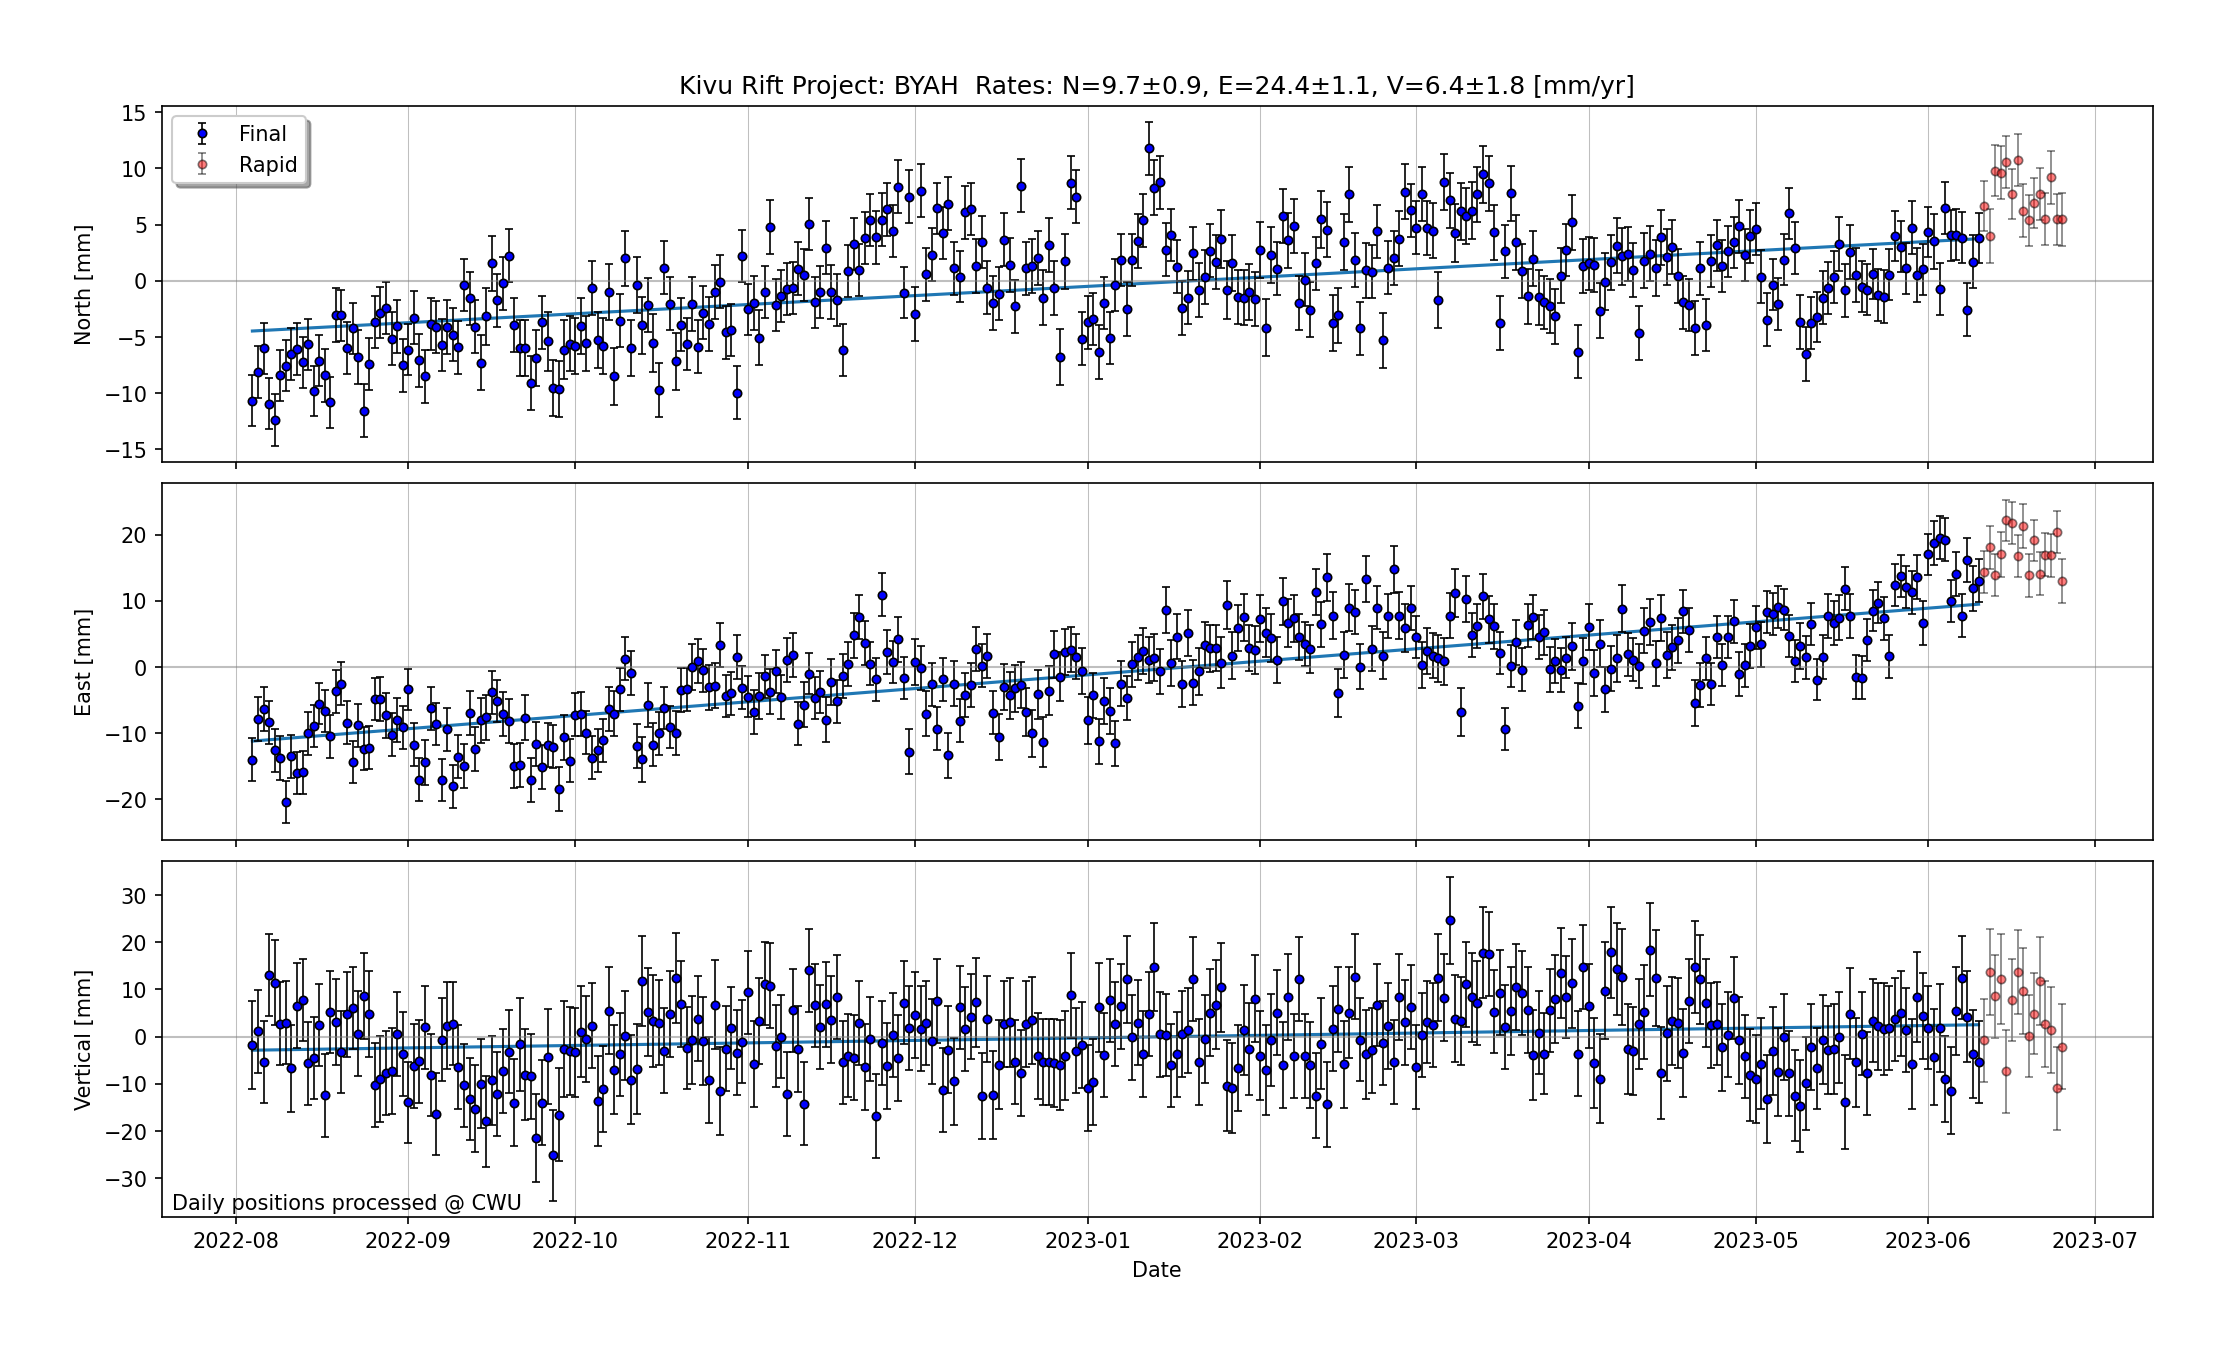 Kivu Rift Project: BYAH  Rates: N=9.7±0.9, E=24.4±1.1, V=6.4±1.8 [mm/yr]
Final
Rapid
North [mm]
15
10
5
0
−5
−10
−15
East [mm]
20
10
0
−10
−20
Vertical [mm]
30
20
10
0
−10
−20
−30
Daily positions processed @ CWU
2022-08 2022-09 2022-10 2022-11 2022-12 2023-01 2023-02 2023-03 2023-04 2023-05 2023-06 2023-07
Date